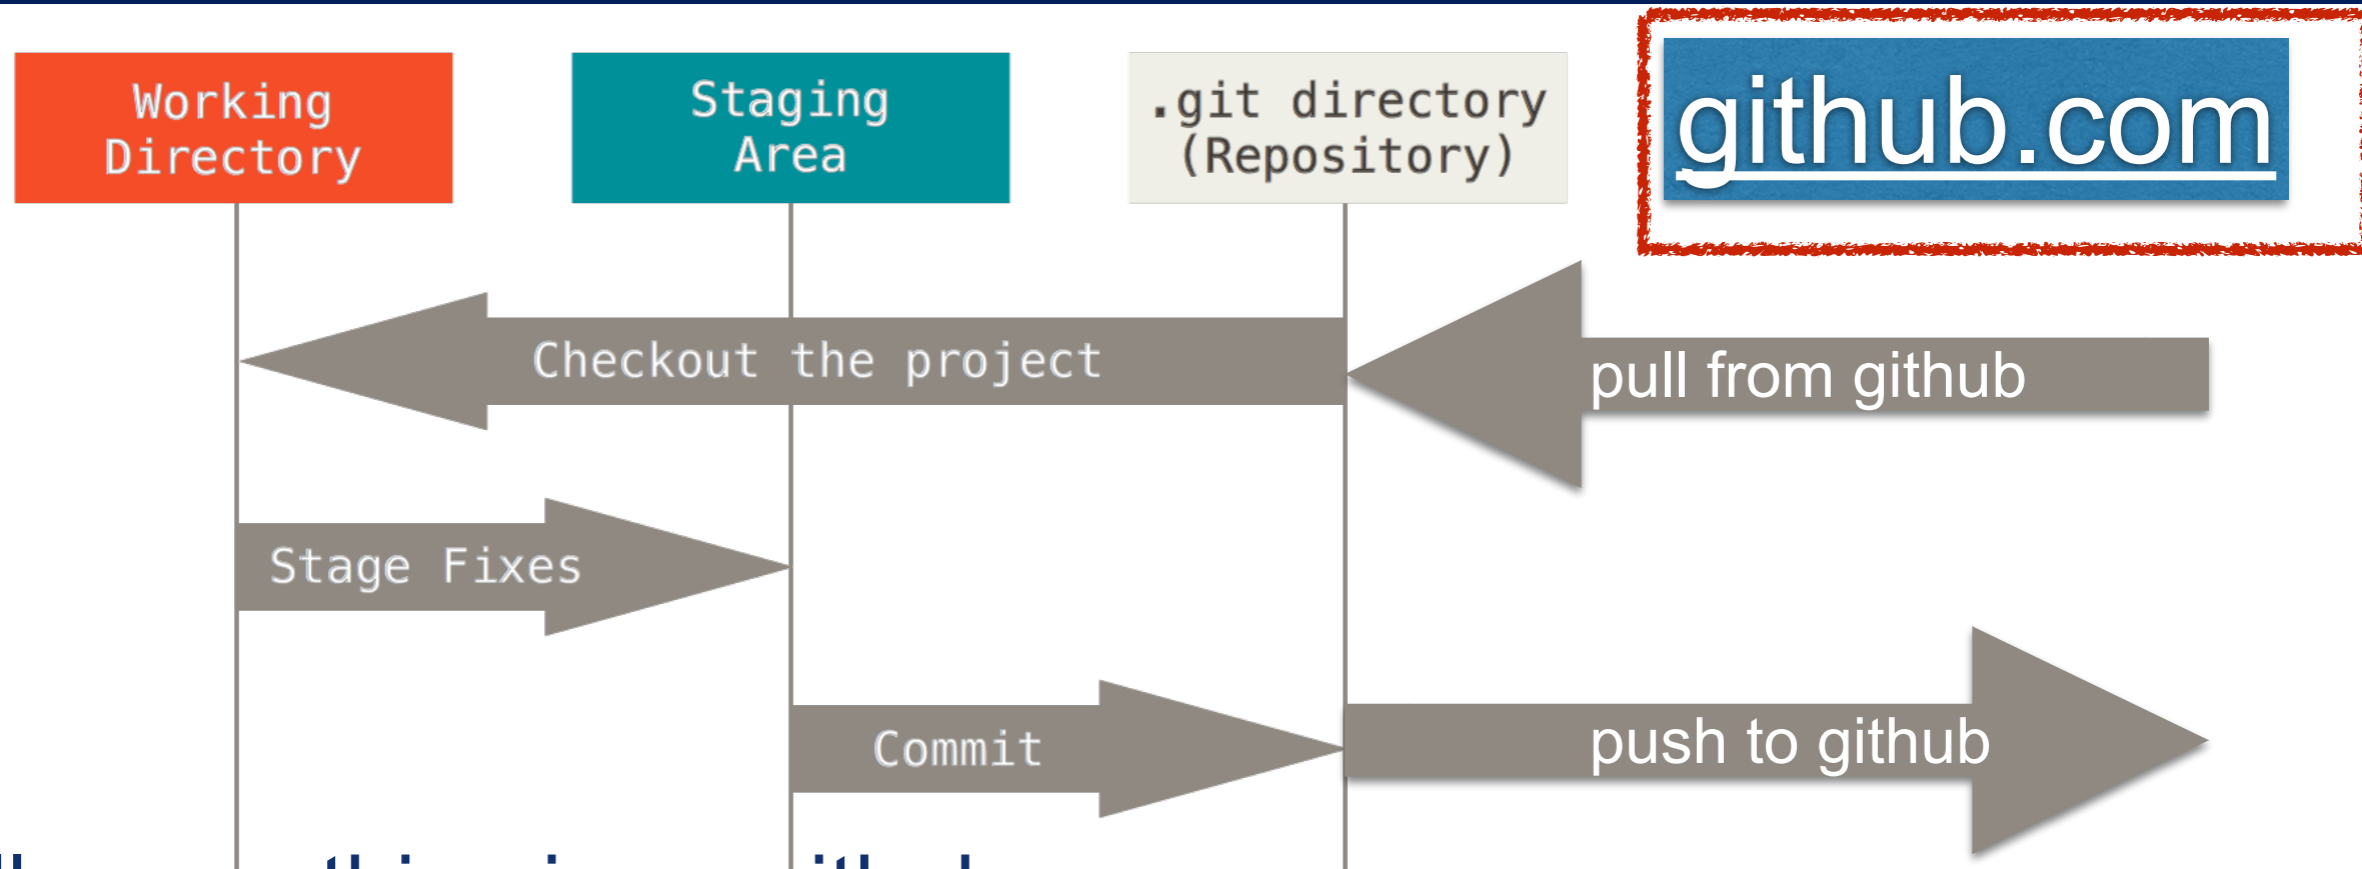 Working
Directory
Staging
Area
.git directory
(Repository)
github.com
Checkout the project
pull from github
Stage Fixes
Commit
push to github